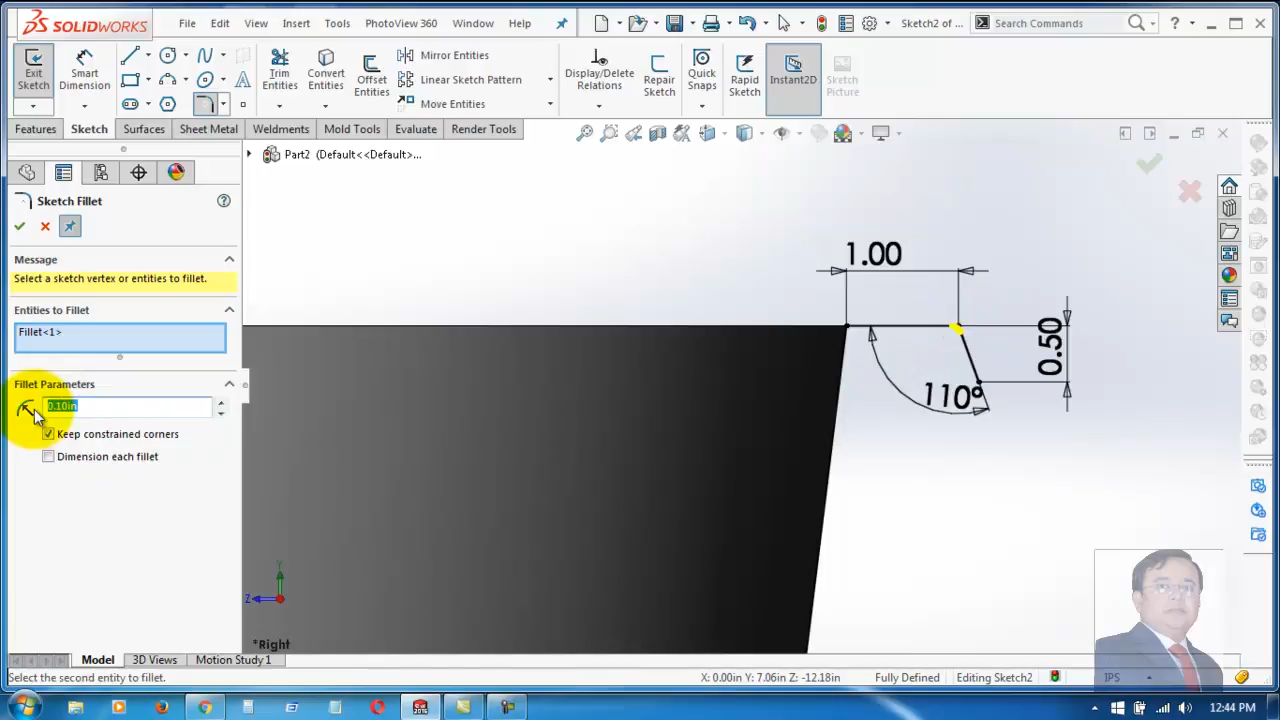 SOLIDWORKS
File Edit View Insert Tools PhotoView 360 Window Help
Sketch2 of ...
Search Commands
Exit Sketch
Smart Dimension
Trim Entities
Convert Entities
Offset Entities
Mirror Entities
Linear Sketch Pattern
Move Entities
Display/Delete Relations
Repair Sketch
Quick Snaps
Rapid Sketch
Instant2D
Sketch Picture
Features Sketch Surfaces Sheet Metal Weldments Mold Tools Evaluate Render Tools
Part2 (Default<<Default>...
Sketch Fillet
Message
Select a sketch vertex or entities to fillet.
Entities to Fillet
Fillet<1>
Fillet Parameters
0.10in
Keep constrained corners
Dimension each fillet
1.00
0.50
110°
Y
Z
*Right
Model 3D Views Motion Study 1
Select the second entity to fillet.
X: 0.00in Y: 7.06in Z: -12.18in
Fully Defined
Editing Sketch2
IPS
12:44 PM